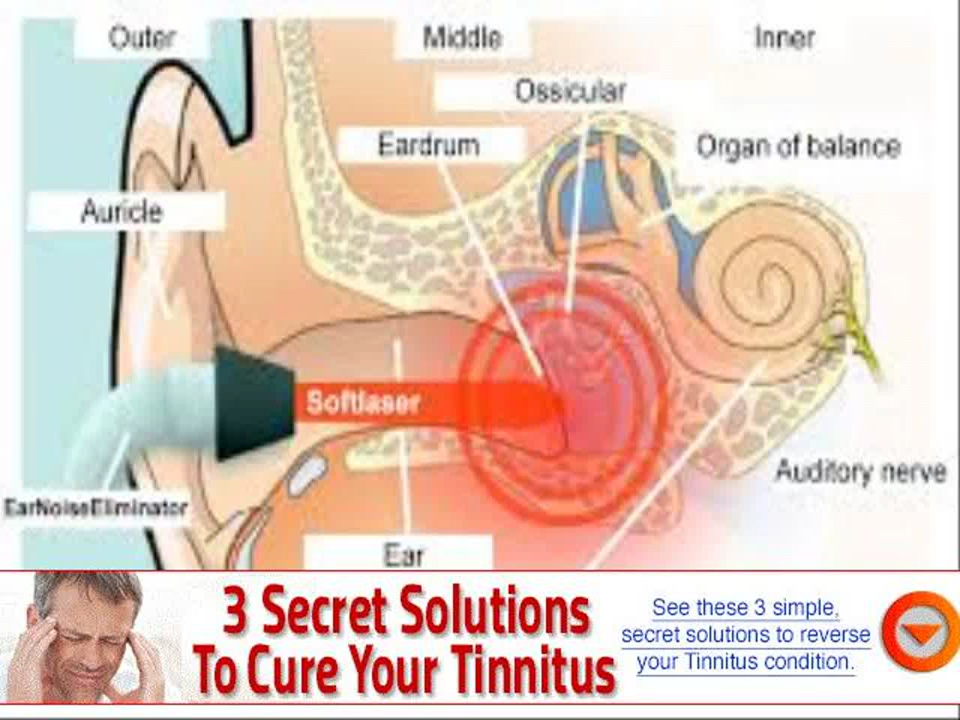 Outer
Middle
Inner
Ossicular
Eardrum
Organ of balance
Auricle
Softlaser
Auditory nerve
EarNoiseEliminator
Ear
3 Secret Solutions
To Cure Your Tinnitus
See these 3 simple,
secret solutions to reverse
your Tinnitus condition.